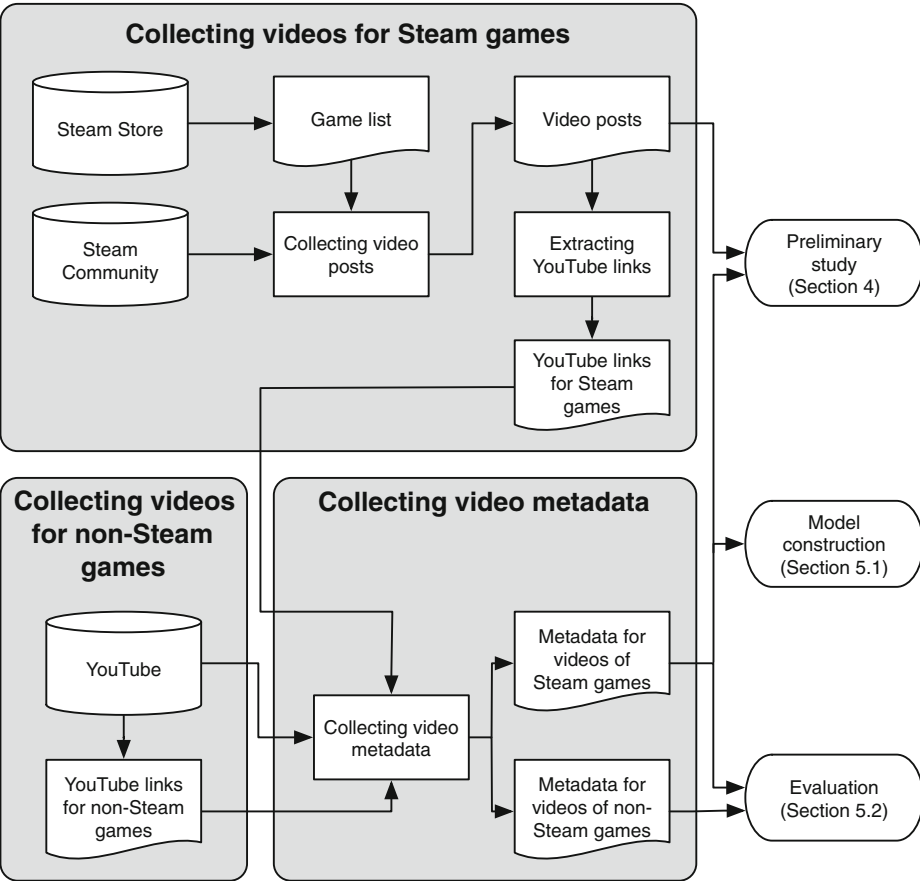 Collecting videos for Steam games
Steam Store
Game list
Video posts
Steam
Community
Collecting video
posts
Extracting
YouTube links
Preliminary
study
(Section 4)
YouTube links
for Steam
games
Collecting videos
for non-Steam
games
Collecting video metadata
Model
construction
(Section 5.1)
YouTube
Metadata for
videos of
Steam games
Collecting video
metadata
YouTube links
for non-Steam
games
Metadata for
videos of non-
Steam games
Evaluation
(Section 5.2)